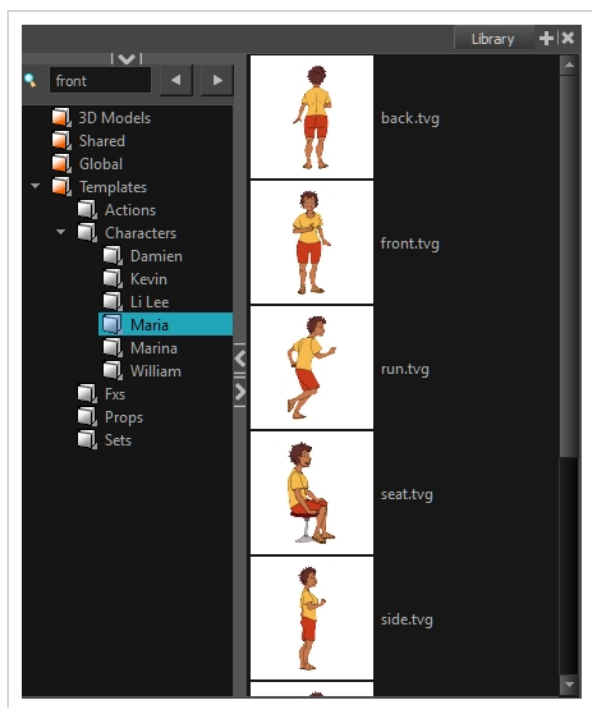 Library
front
3D Models
Shared
Global
Templates
Actions
Characters
Damien
Kevin
Li Lee
Maria
Marina
William
Fxs
Props
Sets
back.tvg
front.tvg
run.tvg
seat.tvg
side.tvg